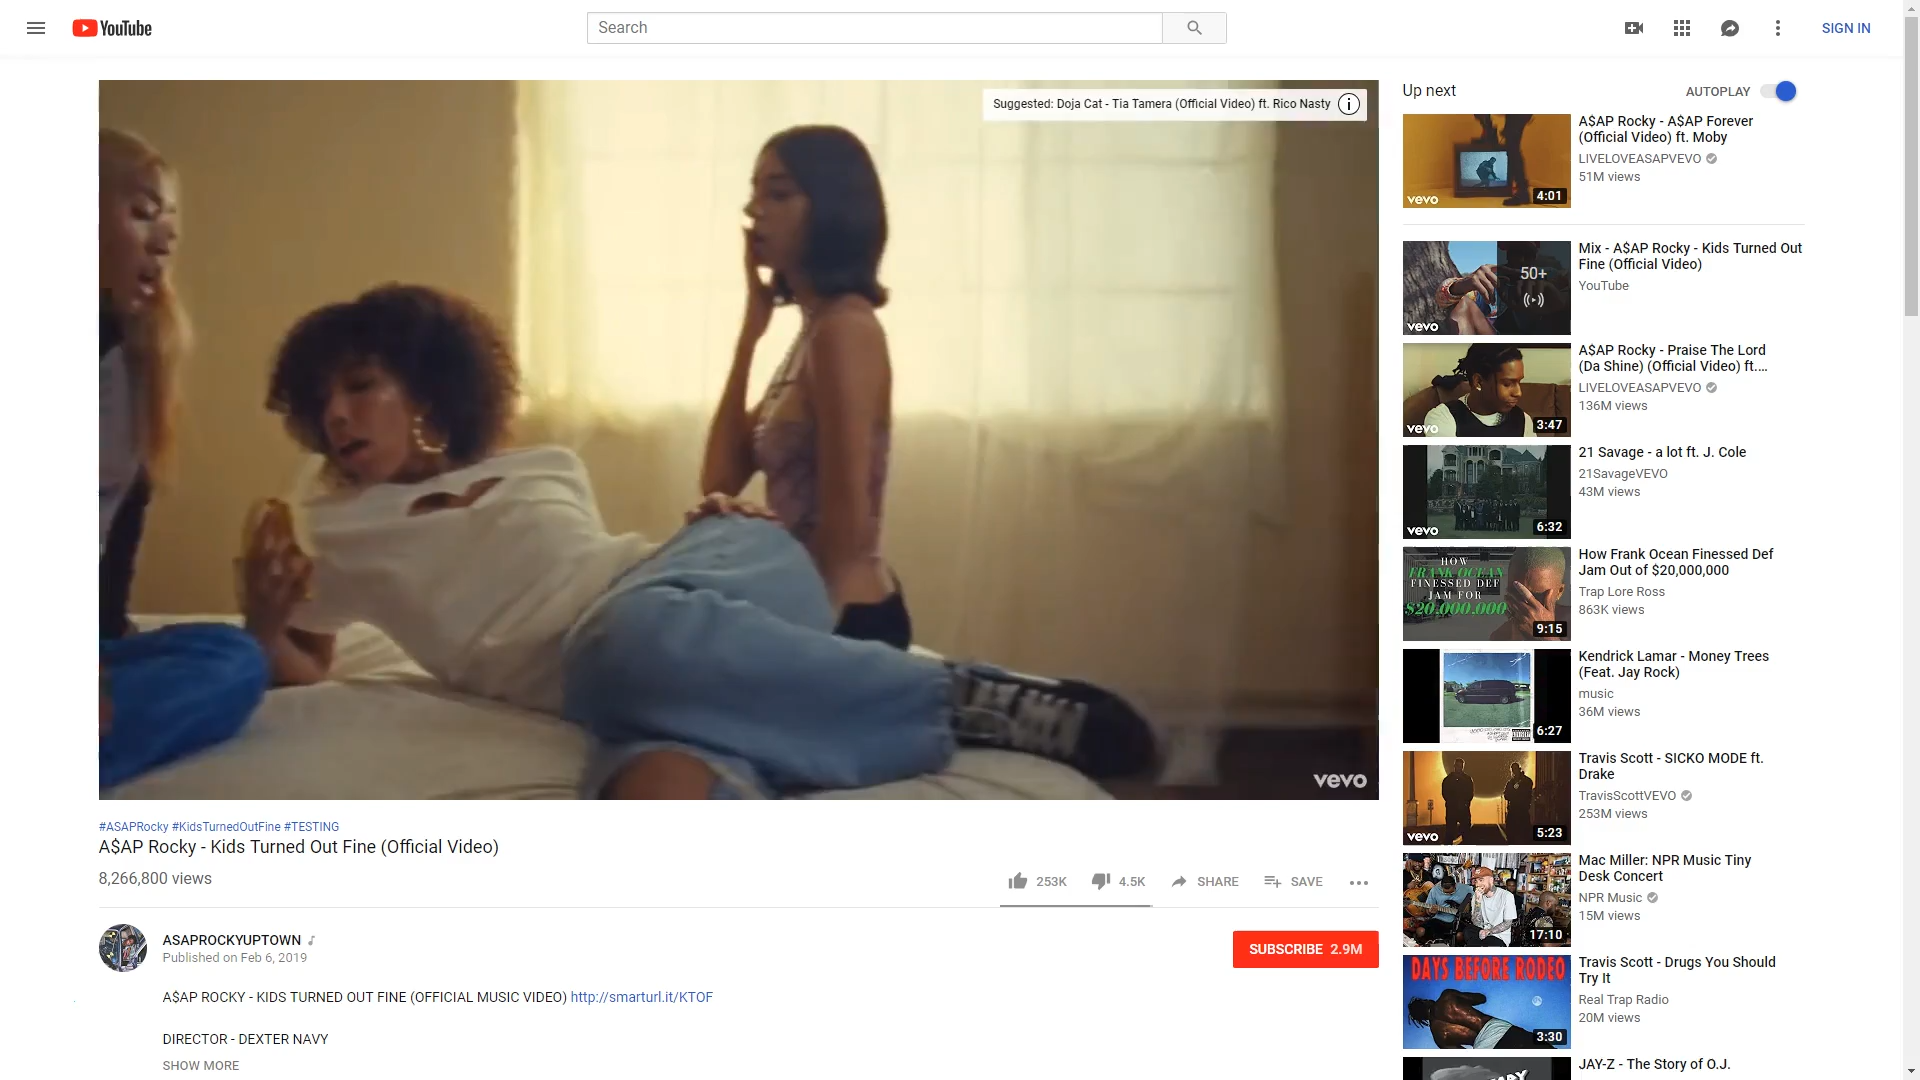 YouTube
Search
SIGN IN
Suggested: Doja Cat - Tia Tamera (Official Video) ft. Rico Nasty
vevo
#ASAPRocky #KidsTurnedOutFine #TESTING
A$AP Rocky - Kids Turned Out Fine (Official Video)
8,266,800 views
253K
4.5K
SHARE
SAVE
ASAPROCKYUPTOWN
Published on Feb 6, 2019
SUBSCRIBE 2.9M
A$AP ROCKY - KIDS TURNED OUT FINE (OFFICIAL MUSIC VIDEO) http://smarturl.it/KTOF
DIRECTOR - DEXTER NAVY
SHOW MORE
Up next
AUTOPLAY
vevo
4:01
A$AP Rocky - A$AP Forever
(Official Video) ft. Moby
LIVELOVEASAPVEVO
51M views
50+
vevo
Mix - A$AP Rocky - Kids Turned Out
Fine (Official Video)
YouTube
vevo
3:47
A$AP Rocky - Praise The Lord
(Da Shine) (Official Video) ft....
LIVELOVEASAPVEVO
136M views
vevo
6:32
21 Savage - a lot ft. J. Cole
21SavageVEVO
43M views
HOW
FRANK OCEAN
FINESSED DEF
JAM FOR
$20,000,000
9:15
How Frank Ocean Finessed Def
Jam Out of $20,000,000
Trap Lore Ross
863K views
6:27
Kendrick Lamar - Money Trees
(Feat. Jay Rock)
music
36M views
vevo
5:23
Travis Scott - SICKO MODE ft.
Drake
TravisScottVEVO
253M views
17:10
Mac Miller: NPR Music Tiny
Desk Concert
NPR Music
15M views
DAYS BEFORE RODEO
3:30
Travis Scott - Drugs You Should
Try It
Real Trap Radio
20M views
JAY-Z - The Story of O.J.